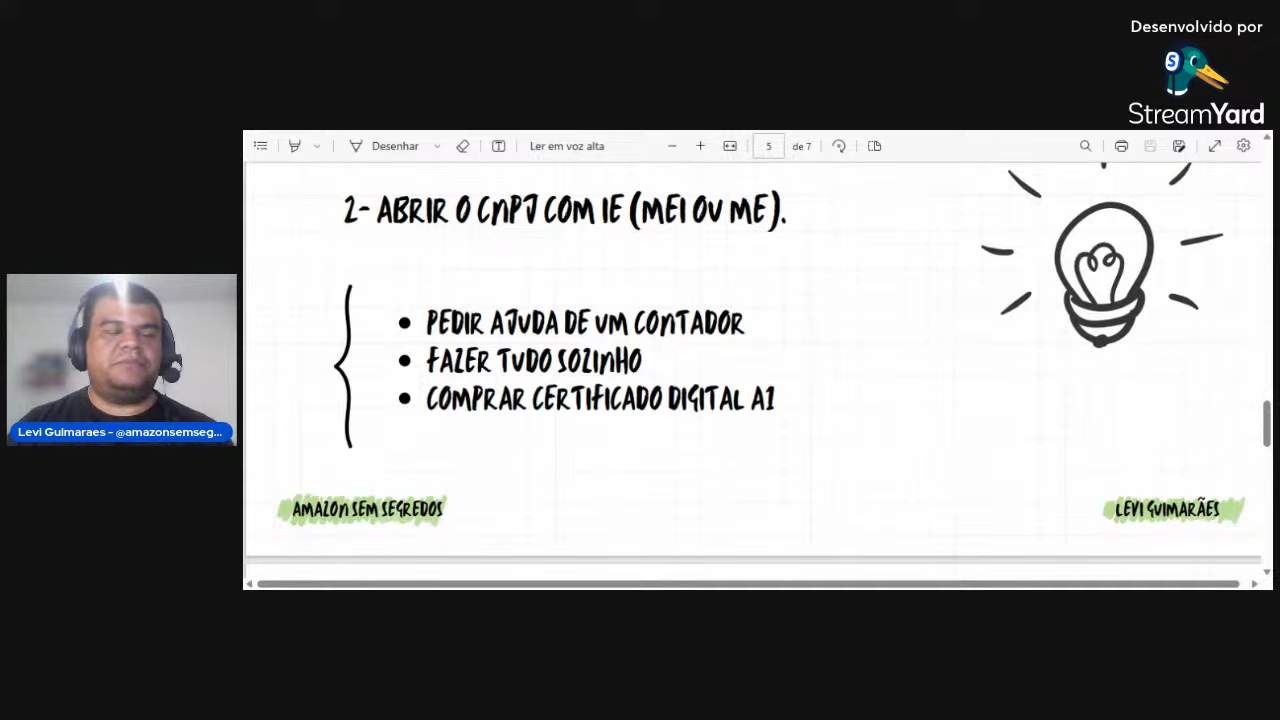 Desenvolvido por
StreamYard
Desenhar
Ler em voz alta
5 de 7
2- ABRIR O CNPJ COM IE (MEI OU ME).
• PEDIR AJUDA DE UM CONTADOR
• FAZER TUDO SOZINHO
• COMPRAR CERTIFICADO DIGITAL A1
Levi Guimaraes - @amazonsemseg...
AMAZON SEM SEGREDOS
LEVI GUIMARÃES